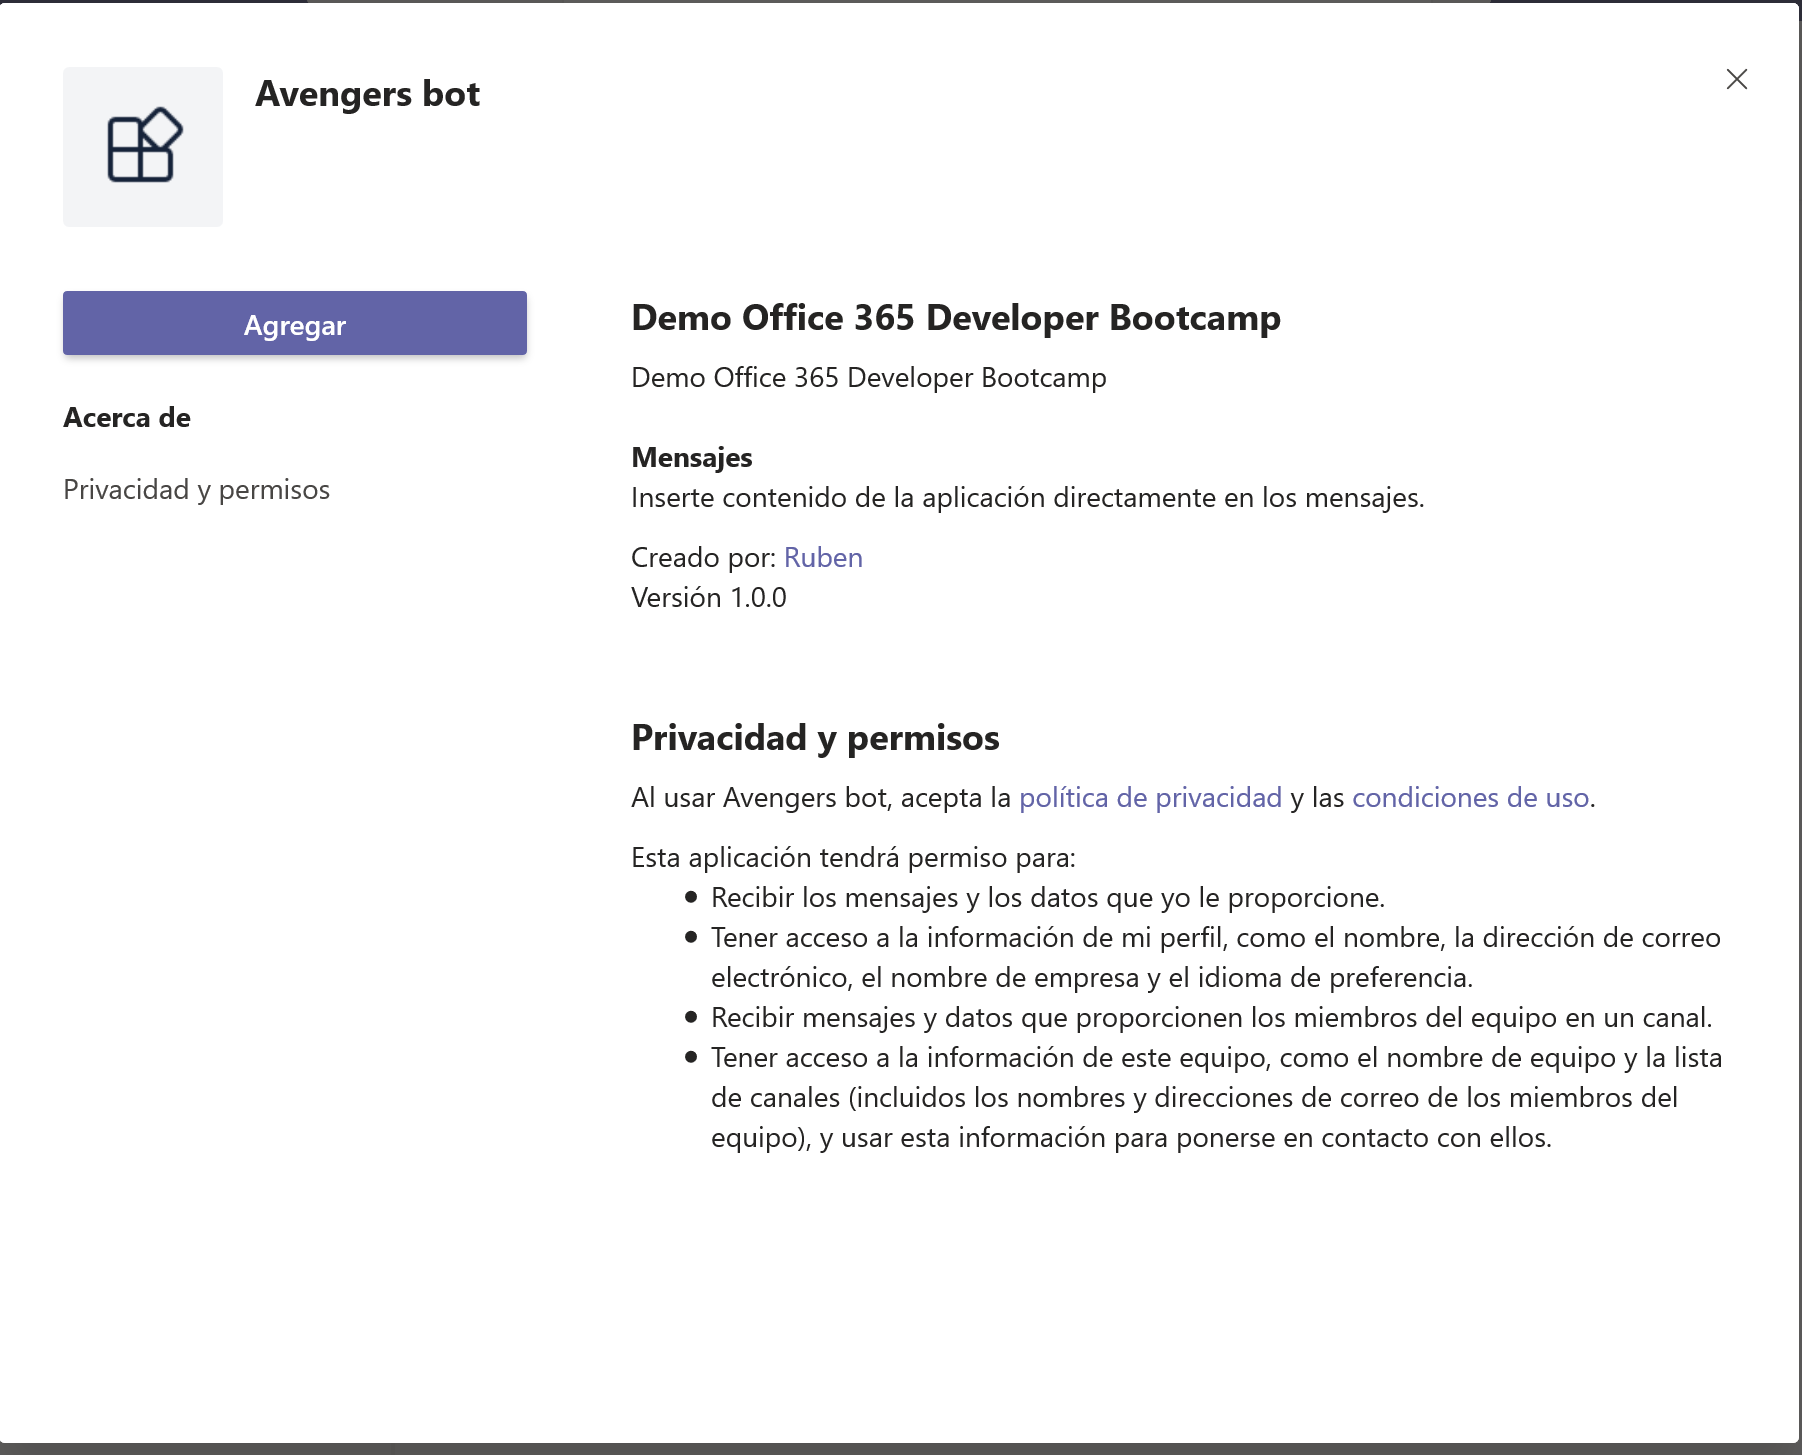 Avengers bot
Agregar
Acerca de
Privacidad y permisos
Demo Office 365 Developer Bootcamp
Demo Office 365 Developer Bootcamp
Mensajes
Inserte contenido de la aplicación directamente en los mensajes.
Creado por: Ruben
Versión 1.0.0
Privacidad y permisos
Al usar Avengers bot, acepta la política de privacidad y las condiciones de uso.
Esta aplicación tendrá permiso para:
• Recibir los mensajes y los datos que yo le proporcione.
• Tener acceso a la información de mi perfil, como el nombre, la dirección de correo
electrónico, el nombre de empresa y el idioma de preferencia.
• Recibir mensajes y datos que proporcionen los miembros del equipo en un canal.
• Tener acceso a la información de este equipo, como el nombre de equipo y la lista
de canales (incluidos los nombres y direcciones de correo de los miembros del
equipo), y usar esta información para ponerse en contacto con ellos.